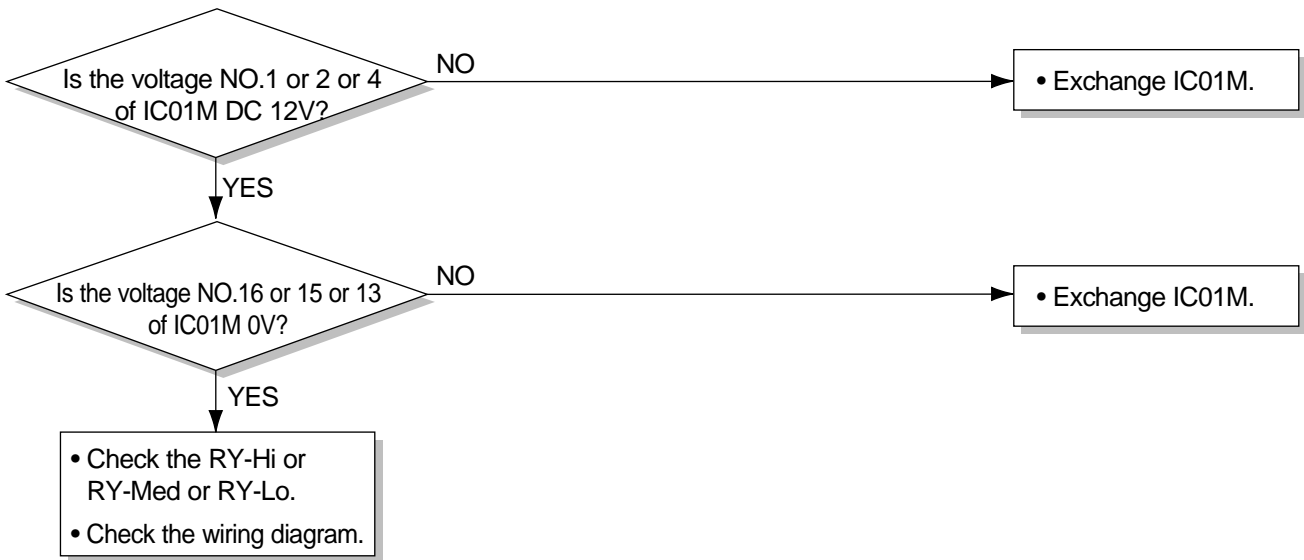 Is the voltage NO.1 or 2 or 4
of IC01M DC 12V?
NO
• Exchange IC01M.
YES
Is the voltage NO.16 or 15 or 13
of IC01M 0V?
NO
• Exchange IC01M.
YES
• Check the RY-Hi or
RY-Med or RY-Lo.
• Check the wiring diagram.